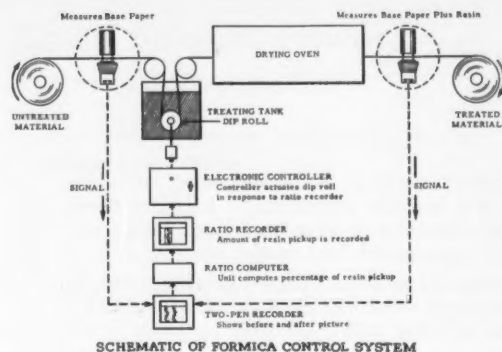 Measures Base Paper
Measures Base Paper Plus Resin
DRYING OVEN
UNTREATED
MATERIAL
TREATING TANK
DIP ROLL
TREATED
MATERIAL
SIGNAL
SIGNAL
ELECTRONIC CONTROLLER
Controller actuates dip roll
in response to ratio recorder
RATIO RECORDER
Amount of resin pickup is recorded
RATIO COMPUTER
Unit computes percentage of resin pickup
TWO-PEN RECORDER
Shows before and after picture
SCHEMATIC OF FORMICA CONTROL SYSTEM